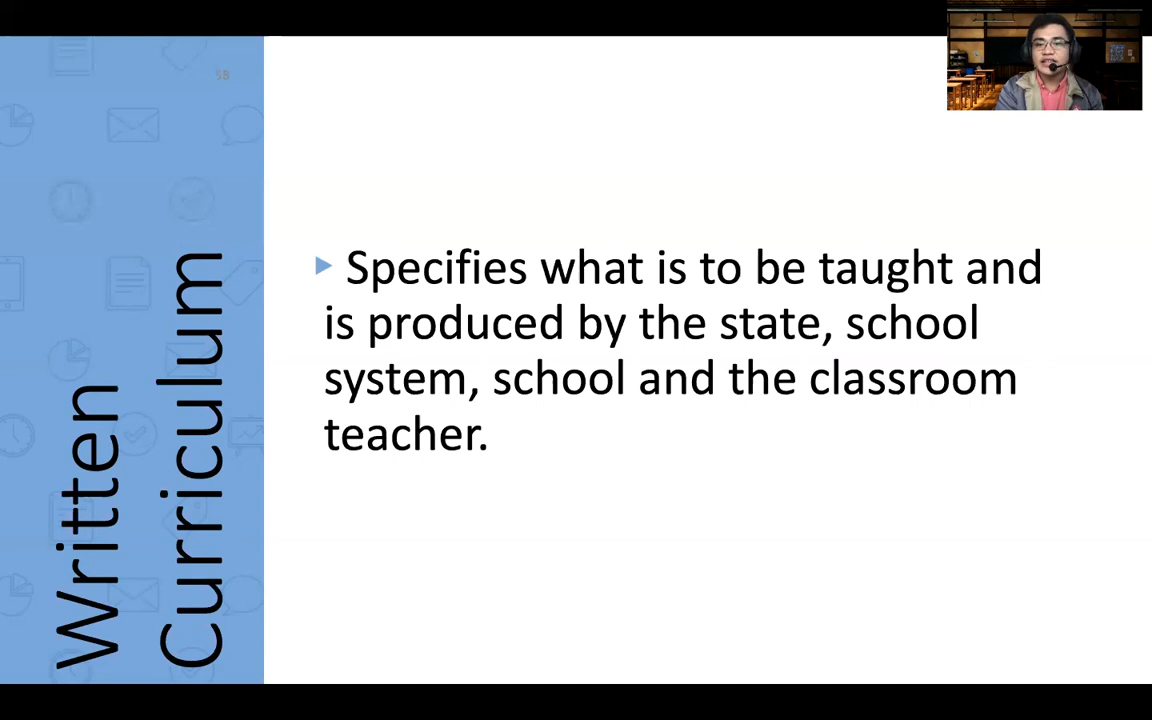 Written
Curriculum
Specifies what is to be taught and
is produced by the state, school
system, school and the classroom
teacher.